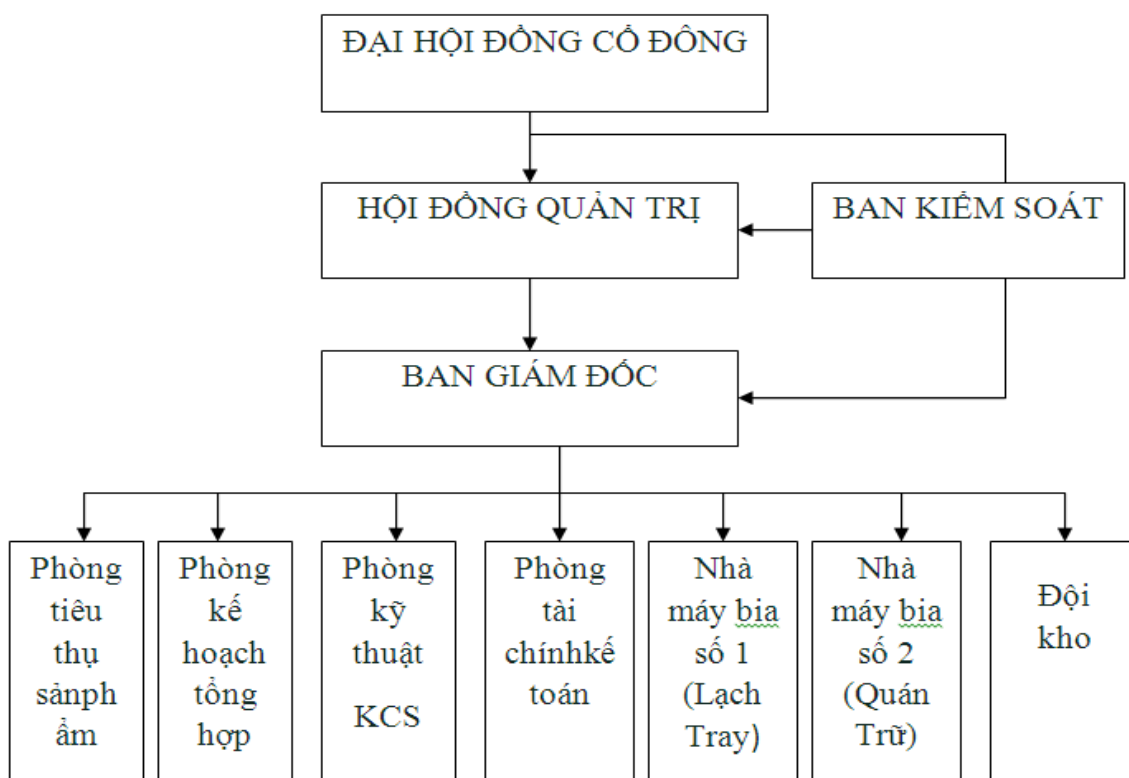 ĐẠI HỘI ĐỒNG CỔ ĐÔNG
HỘI ĐỒNG QUẢN TRỊ
BAN KIỂM SOÁT
BAN GIÁM ĐỐC
Phòng
tiêu
thụ
sảnph
ẩm
Phòng
kế
hoạch
tổng
hợp
Phòng
kỹ
thuật
KCS
Phòng
tài
chínhkế
toán
Nhà
máy bia
số 1
(Lạch
Tray)
Nhà
máy bia
số 2
(Quán
Trữ)
Đội
kho